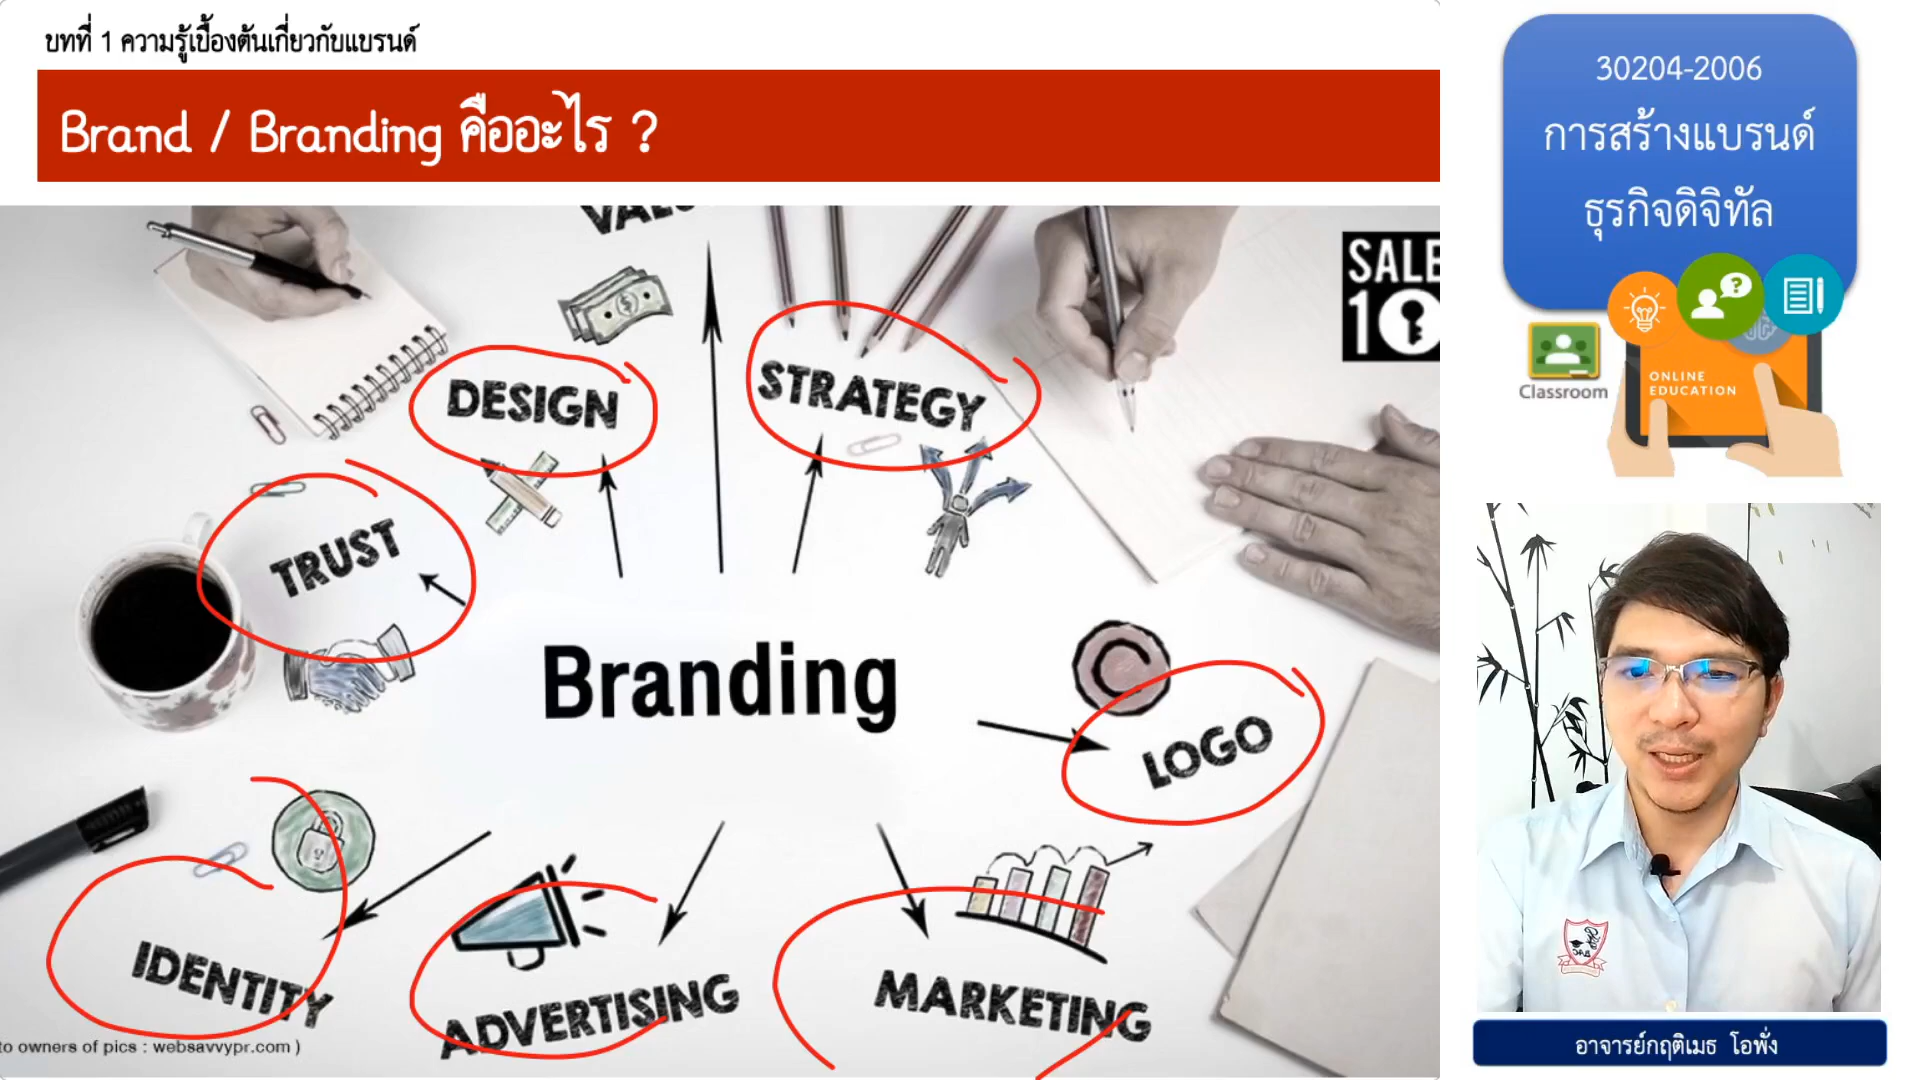 บทที่ 1 ความรู้เบื้องต้นเกี่ยวกับแบรนด์
Brand / Branding คืออะไร ?
SALE
10
DESIGN
STRATEGY
TRUST
Branding
C
LOGO
IDENTITY
ADVERTISING
MARKETING
to owners of pics : websavvypr.com )
30204-2006
การสร้างแบรนด์
ธุรกิจดิจิทัล
?
Classroom
ONLINE
EDUCATION
อาจารย์กฤติเมธ โอพั่ง